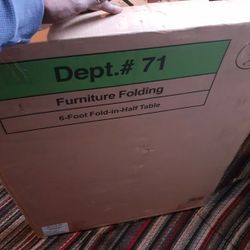 Dept.# 71
Furniture Folding
6-Foot Fold-in-Half Table